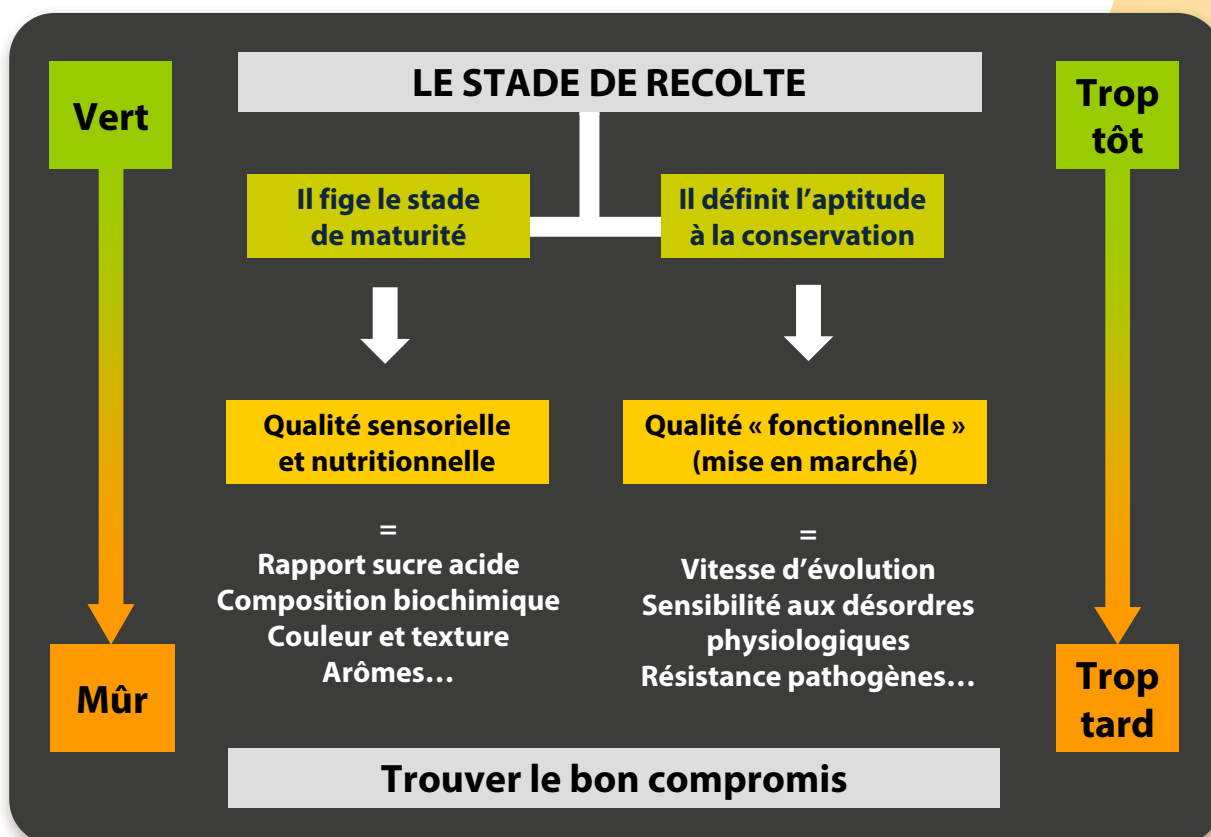 LE STADE DE RECOLTE
Vert
Trop
tôt
Il fige le stade
de maturité
Il définit l’aptitude
à la conservation
Qualité sensorielle
et nutritionnelle
Qualité « fonctionnelle »
(mise en marché)
=
Rapport sucre acide
Composition biochimique
Couleur et texture
Arômes…
=
Vitesse d’évolution
Sensibilité aux désordres
physiologiques
Résistance pathogènes…
Mûr
Trop
tard
Trouver le bon compromis